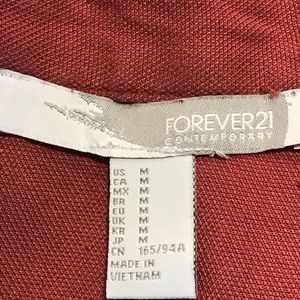 FOREVER21
CONTEMPORARY
US M
CA M
MX M
BR M
EU M
UK M
KR M
JP M
CN 165/94A
MADE IN
VIETNAM